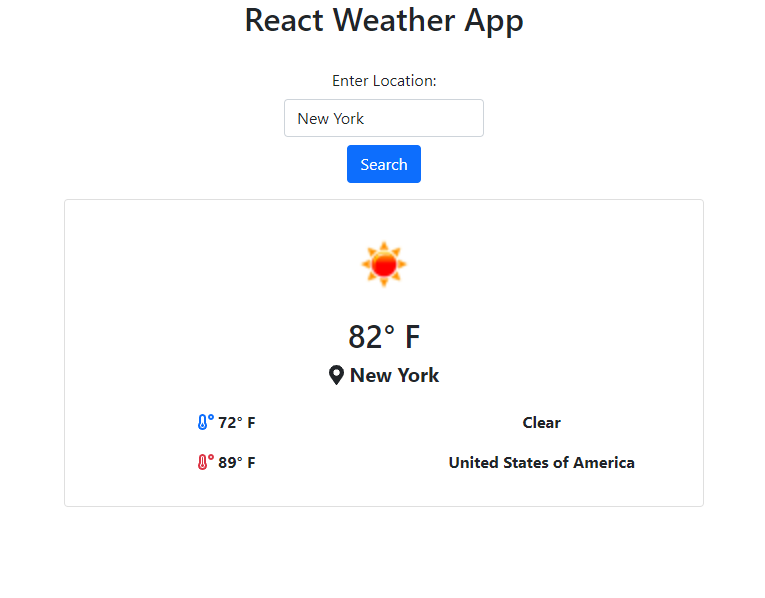 React Weather App
Enter Location:
New York
Search
82° F
New York
72° F Clear
89° F United States of America